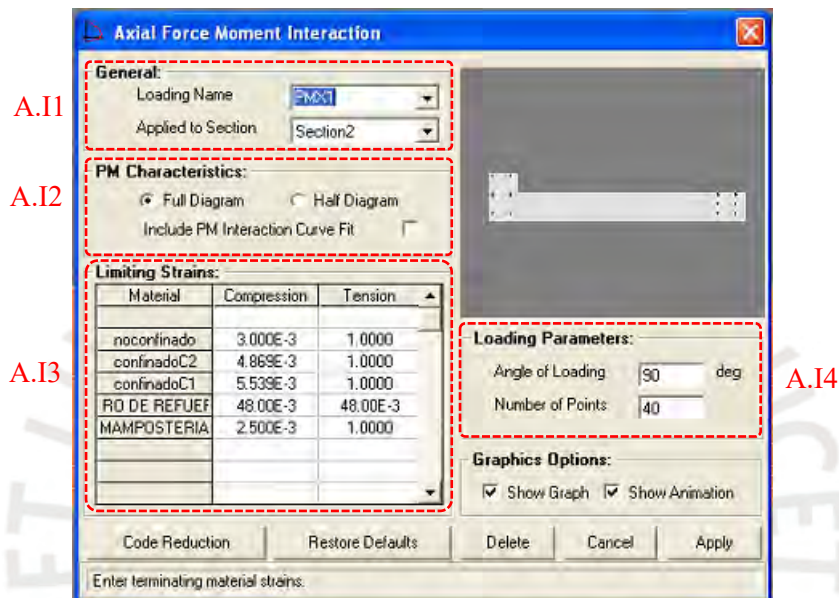 Axial Force Moment Interaction
A.I1
General:
Loading Name PMX1
Applied to Section Section2
A.I2
PM Characteristics:
Full Diagram Half Diagram
Include PM Interaction Curve Fit
A.I3
Limiting Strains:
Material Compression Tension
noconfinado 3.000E-3 1.0000
confinadoC2 4.869E-3 1.0000
confinadoC1 5.539E-3 1.0000
RO DE REFUEF 48.00E-3 48.00E-3
MAMPOSTERIA 2.500E-3 1.0000
A.I4
Loading Parameters:
Angle of Loading 90 deg
Number of Points 40
Graphics Options:
Show Graph Show Animation
Code Reduction Restore Defaults Delete Cancel Apply
Enter terminating material strains.